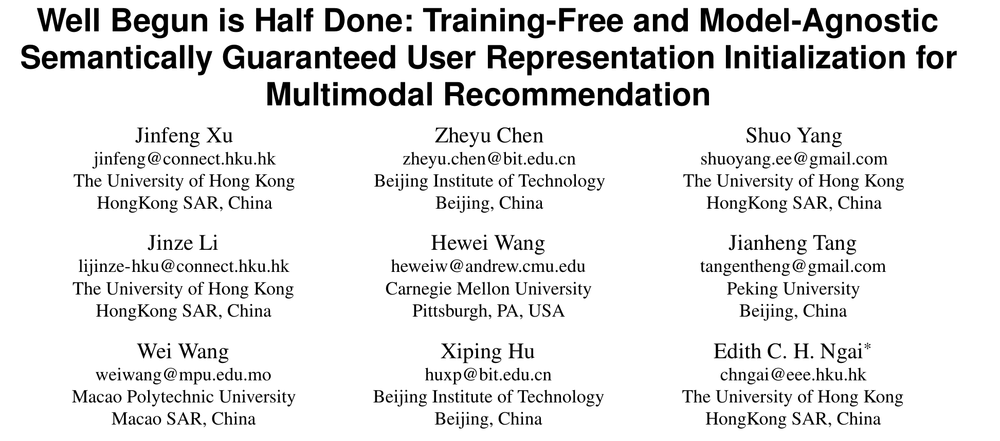 Well Begun is Half Done: Training-Free and Model-Agnostic
Semantically Guaranteed User Representation Initialization for
Multimodal Recommendation
Jinfeng Xu
jinfeng@connect.hku.hk
The University of Hong Kong
HongKong SAR, China
Zheyu Chen
zheyu.chen@bit.edu.cn
Beijing Institute of Technology
Beijing, China
Shuo Yang
shuoyang.ee@gmail.com
The University of Hong Kong
HongKong SAR, China
Jinze Li
lijinze-hku@connect.hku.hk
The University of Hong Kong
HongKong SAR, China
Hewei Wang
heweiw@andrew.cmu.edu
Carnegie Mellon University
Pittsburgh, PA, USA
Jianheng Tang
tangentheng@gmail.com
Peking University
Beijing, China
Wei Wang
weiwang@mpu.edu.mo
Macao Polytechnic University
Macao SAR, China
Xiping Hu
huxp@bit.edu.cn
Beijing Institute of Technology
Beijing, China
Edith C. H. Ngai*
chngai@eee.hku.hk
The University of Hong Kong
HongKong SAR, China